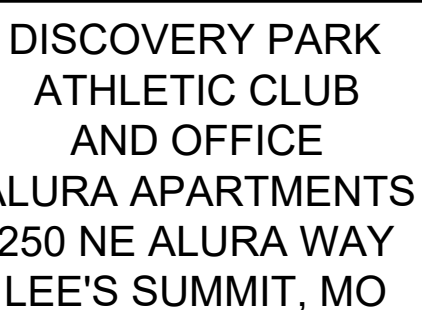 DISCOVERY PARK
ATHLETIC CLUB
AND OFFICE
ALURA APARTMENTS
250 NE ALURA WAY
LEE'S SUMMIT, MO